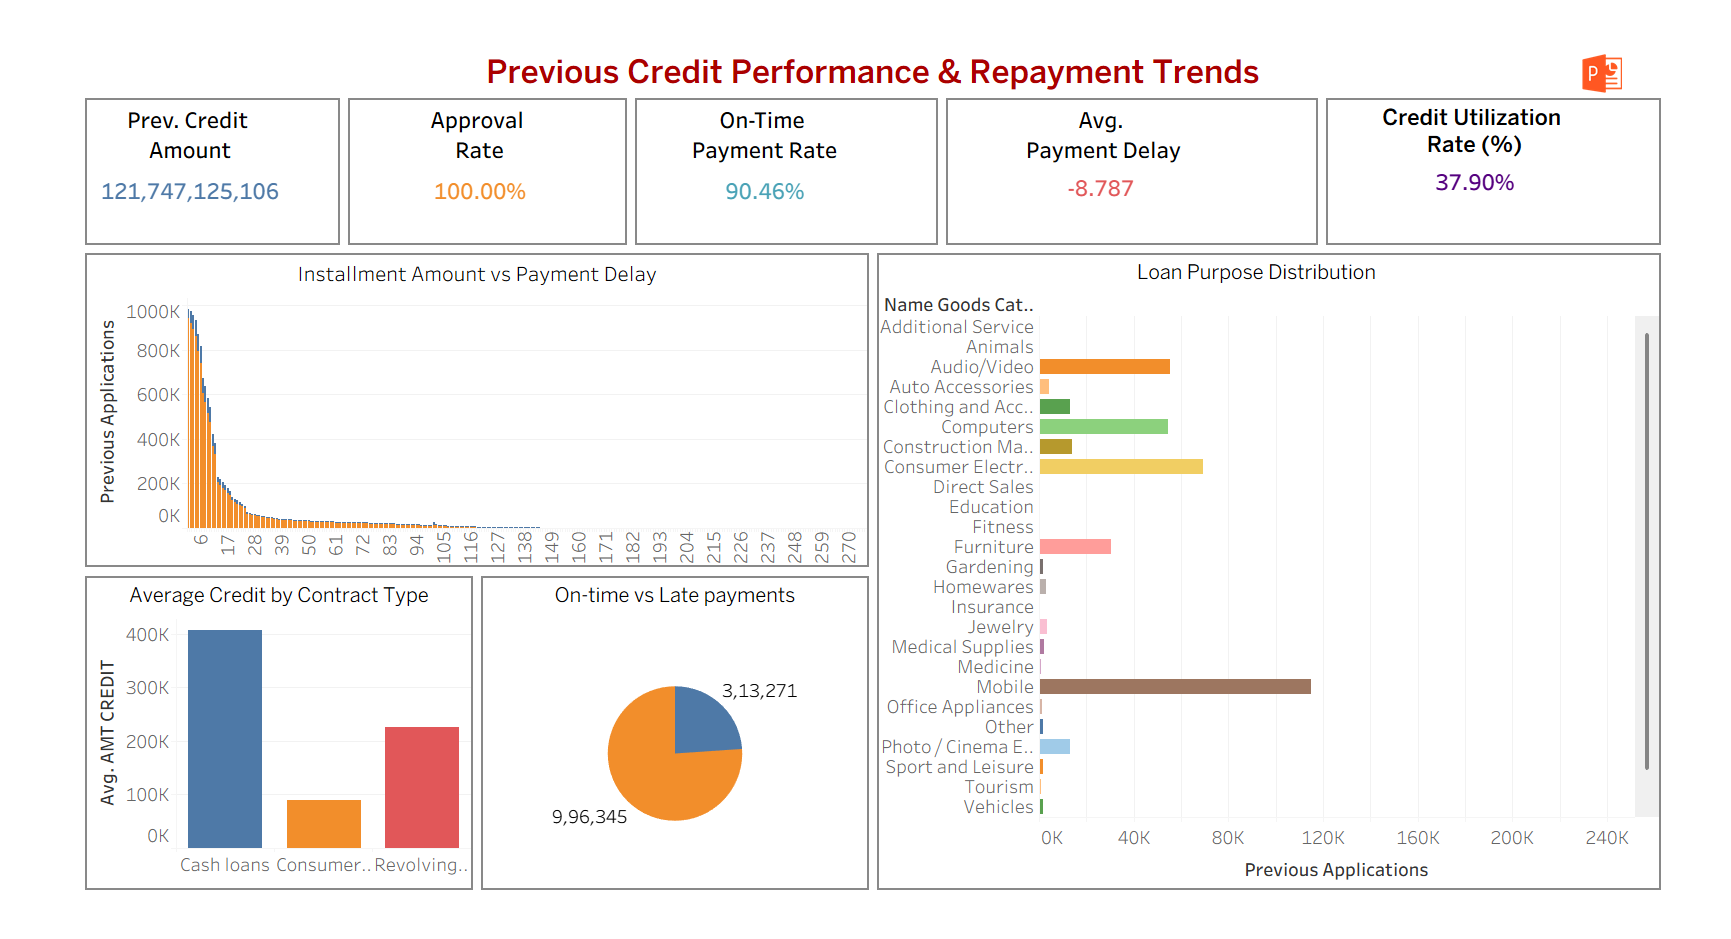 Previous Credit Performance & Repayment Trends
P
Prev. Credit
Amount
121,747,125,106
Approval
Rate
100.00%
On-Time
Payment Rate
90.46%
Avg.
Payment Delay
-8.787
Credit Utilization
Rate (%)
37.90%
Installment Amount vs Payment Delay
Previous Applications
1000K
800K
600K
400K
200K
0K
6 17 28 39 50 61 72 83 94 105 116 127 138 149 160 171 182 193 204 215 226 237 248 259 270
Loan Purpose Distribution
Name Goods Cat..
Additional Service
Animals
Audio/Video
Auto Accessories
Clothing and Acc..
Computers
Construction Ma..
Consumer Electr..
Direct Sales
Education
Fitness
Furniture
Gardening
Homewares
Insurance
Jewelry
Medical Supplies
Medicine
Mobile
Office Appliances
Other
Photo / Cinema E..
Sport and Leisure
Tourism
Vehicles
0K 40K 80K 120K 160K 200K 240K
Previous Applications
Average Credit by Contract Type
Avg. AMT CREDIT
400K
300K
200K
100K
0K
Cash loans Consumer.. Revolving..
On-time vs Late payments
3,13,271
9,96,345